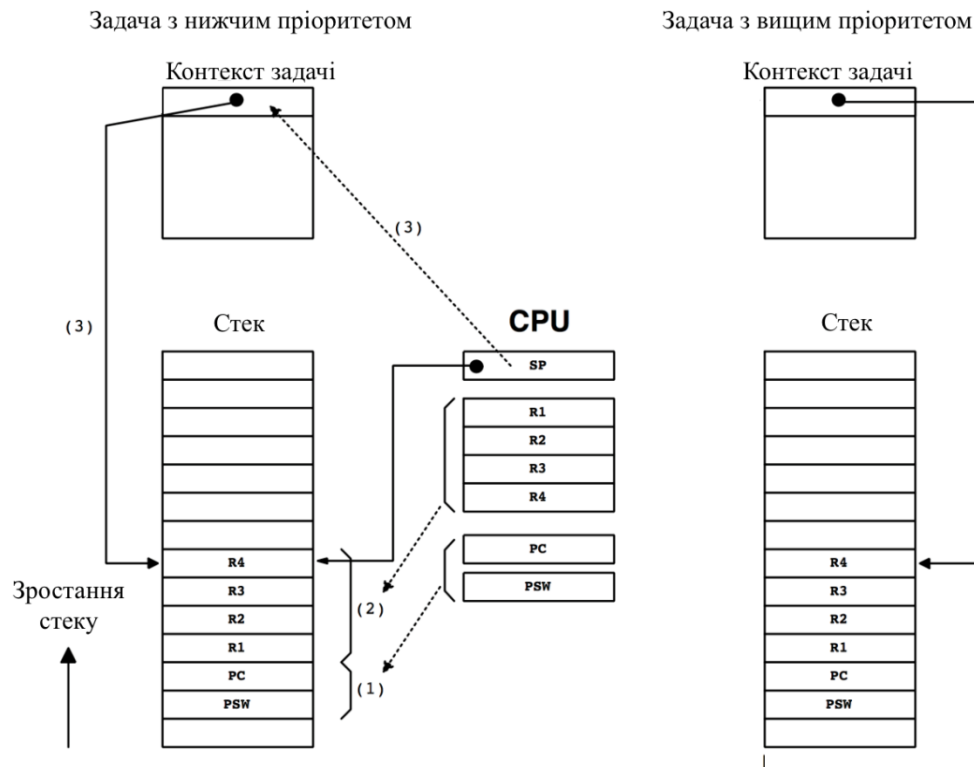 Задача з нижчим пріоритетом
Задача з вищим пріоритетом
Контекст задачі
Контекст задачі
(3)
(3)
Стек
CPU
Стек
SP
R1
R2
R3
R4
PC
PSW
R4
R3
R2
R1
PC
PSW
(2)
(1)
Зростання
стеку
R4
R3
R2
R1
PC
PSW